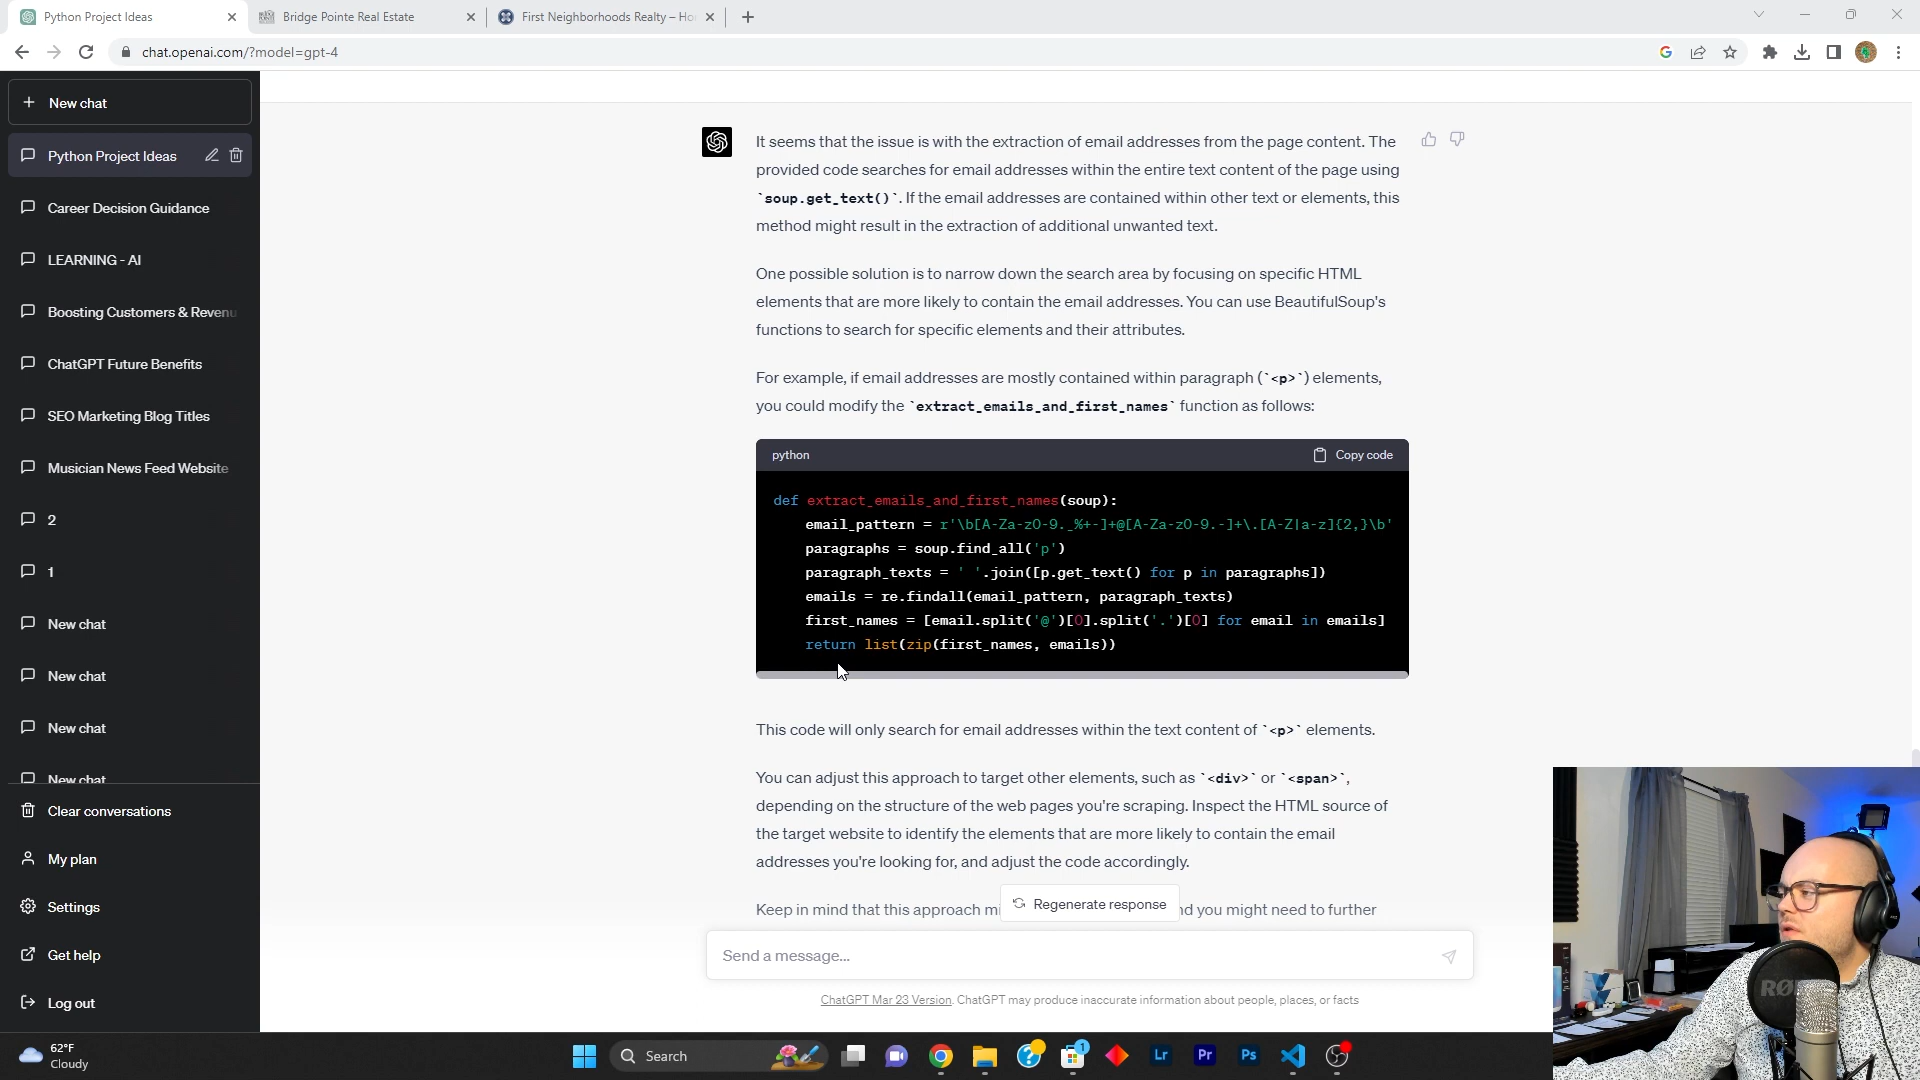 Python Project Ideas
Bridge Pointe Real Estate
First Neighborhoods Realty – Ho
chat.openai.com/?model=gpt-4
New chat
Python Project Ideas
Career Decision Guidance
LEARNING - AI
Boosting Customers & Revenu
ChatGPT Future Benefits
SEO Marketing Blog Titles
Musician News Feed Website
2
1
New chat
New chat
New chat
New chat
Clear conversations
My plan
Settings
Get help
Log out
It seems that the issue is with the extraction of email addresses from the page content. The
provided code searches for email addresses within the entire text content of the page using
`soup.get_text()`. If the email addresses are contained within other text or elements, this
method might result in the extraction of additional unwanted text.
One possible solution is to narrow down the search area by focusing on specific HTML
elements that are more likely to contain the email addresses. You can use BeautifulSoup's
functions to search for specific elements and their attributes.
For example, if email addresses are mostly contained within paragraph (`<p>`) elements,
you could modify the `extract_emails_and_first_names` function as follows:
python
Copy code
def extract_emails_and_first_names(soup):
email_pattern = r'\b[A-Za-z0-9._%+-]+@[A-Za-z0-9.-]+\.[A-Z|a-z]{2,}\b'
paragraphs = soup.find_all('p')
paragraph_texts = ' '.join([p.get_text() for p in paragraphs])
emails = re.findall(email_pattern, paragraph_texts)
first_names = [email.split('@')[0].split('.')[0] for email in emails]
return list(zip(first_names, emails))
This code will only search for email addresses within the text content of `<p>` elements.
You can adjust this approach to target other elements, such as `<div>` or `<span>`,
depending on the structure of the web pages you're scraping. Inspect the HTML source of
the target website to identify the elements that are more likely to contain the email
addresses you're looking for, and adjust the code accordingly.
Keep in mind that this approach mi nd you might need to further
Regenerate response
Send a message...
ChatGPT Mar 23 Version. ChatGPT may produce inaccurate information about people, places, or facts
62°F
Cloudy
Search
1
Lr
Pr
Ps
RØ